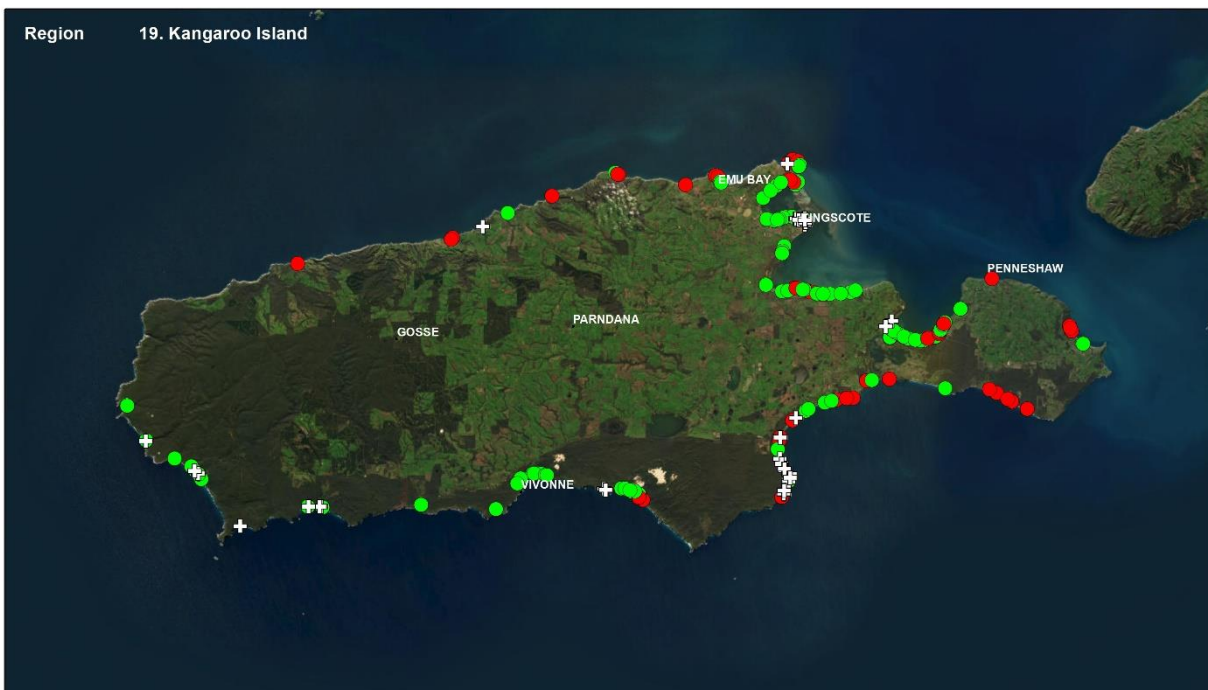 Region 19. Kangaroo Island
EMU BAY
KINGSCOTE
PENNESHAW
PARNDANA
GOSSE
VIVONNE